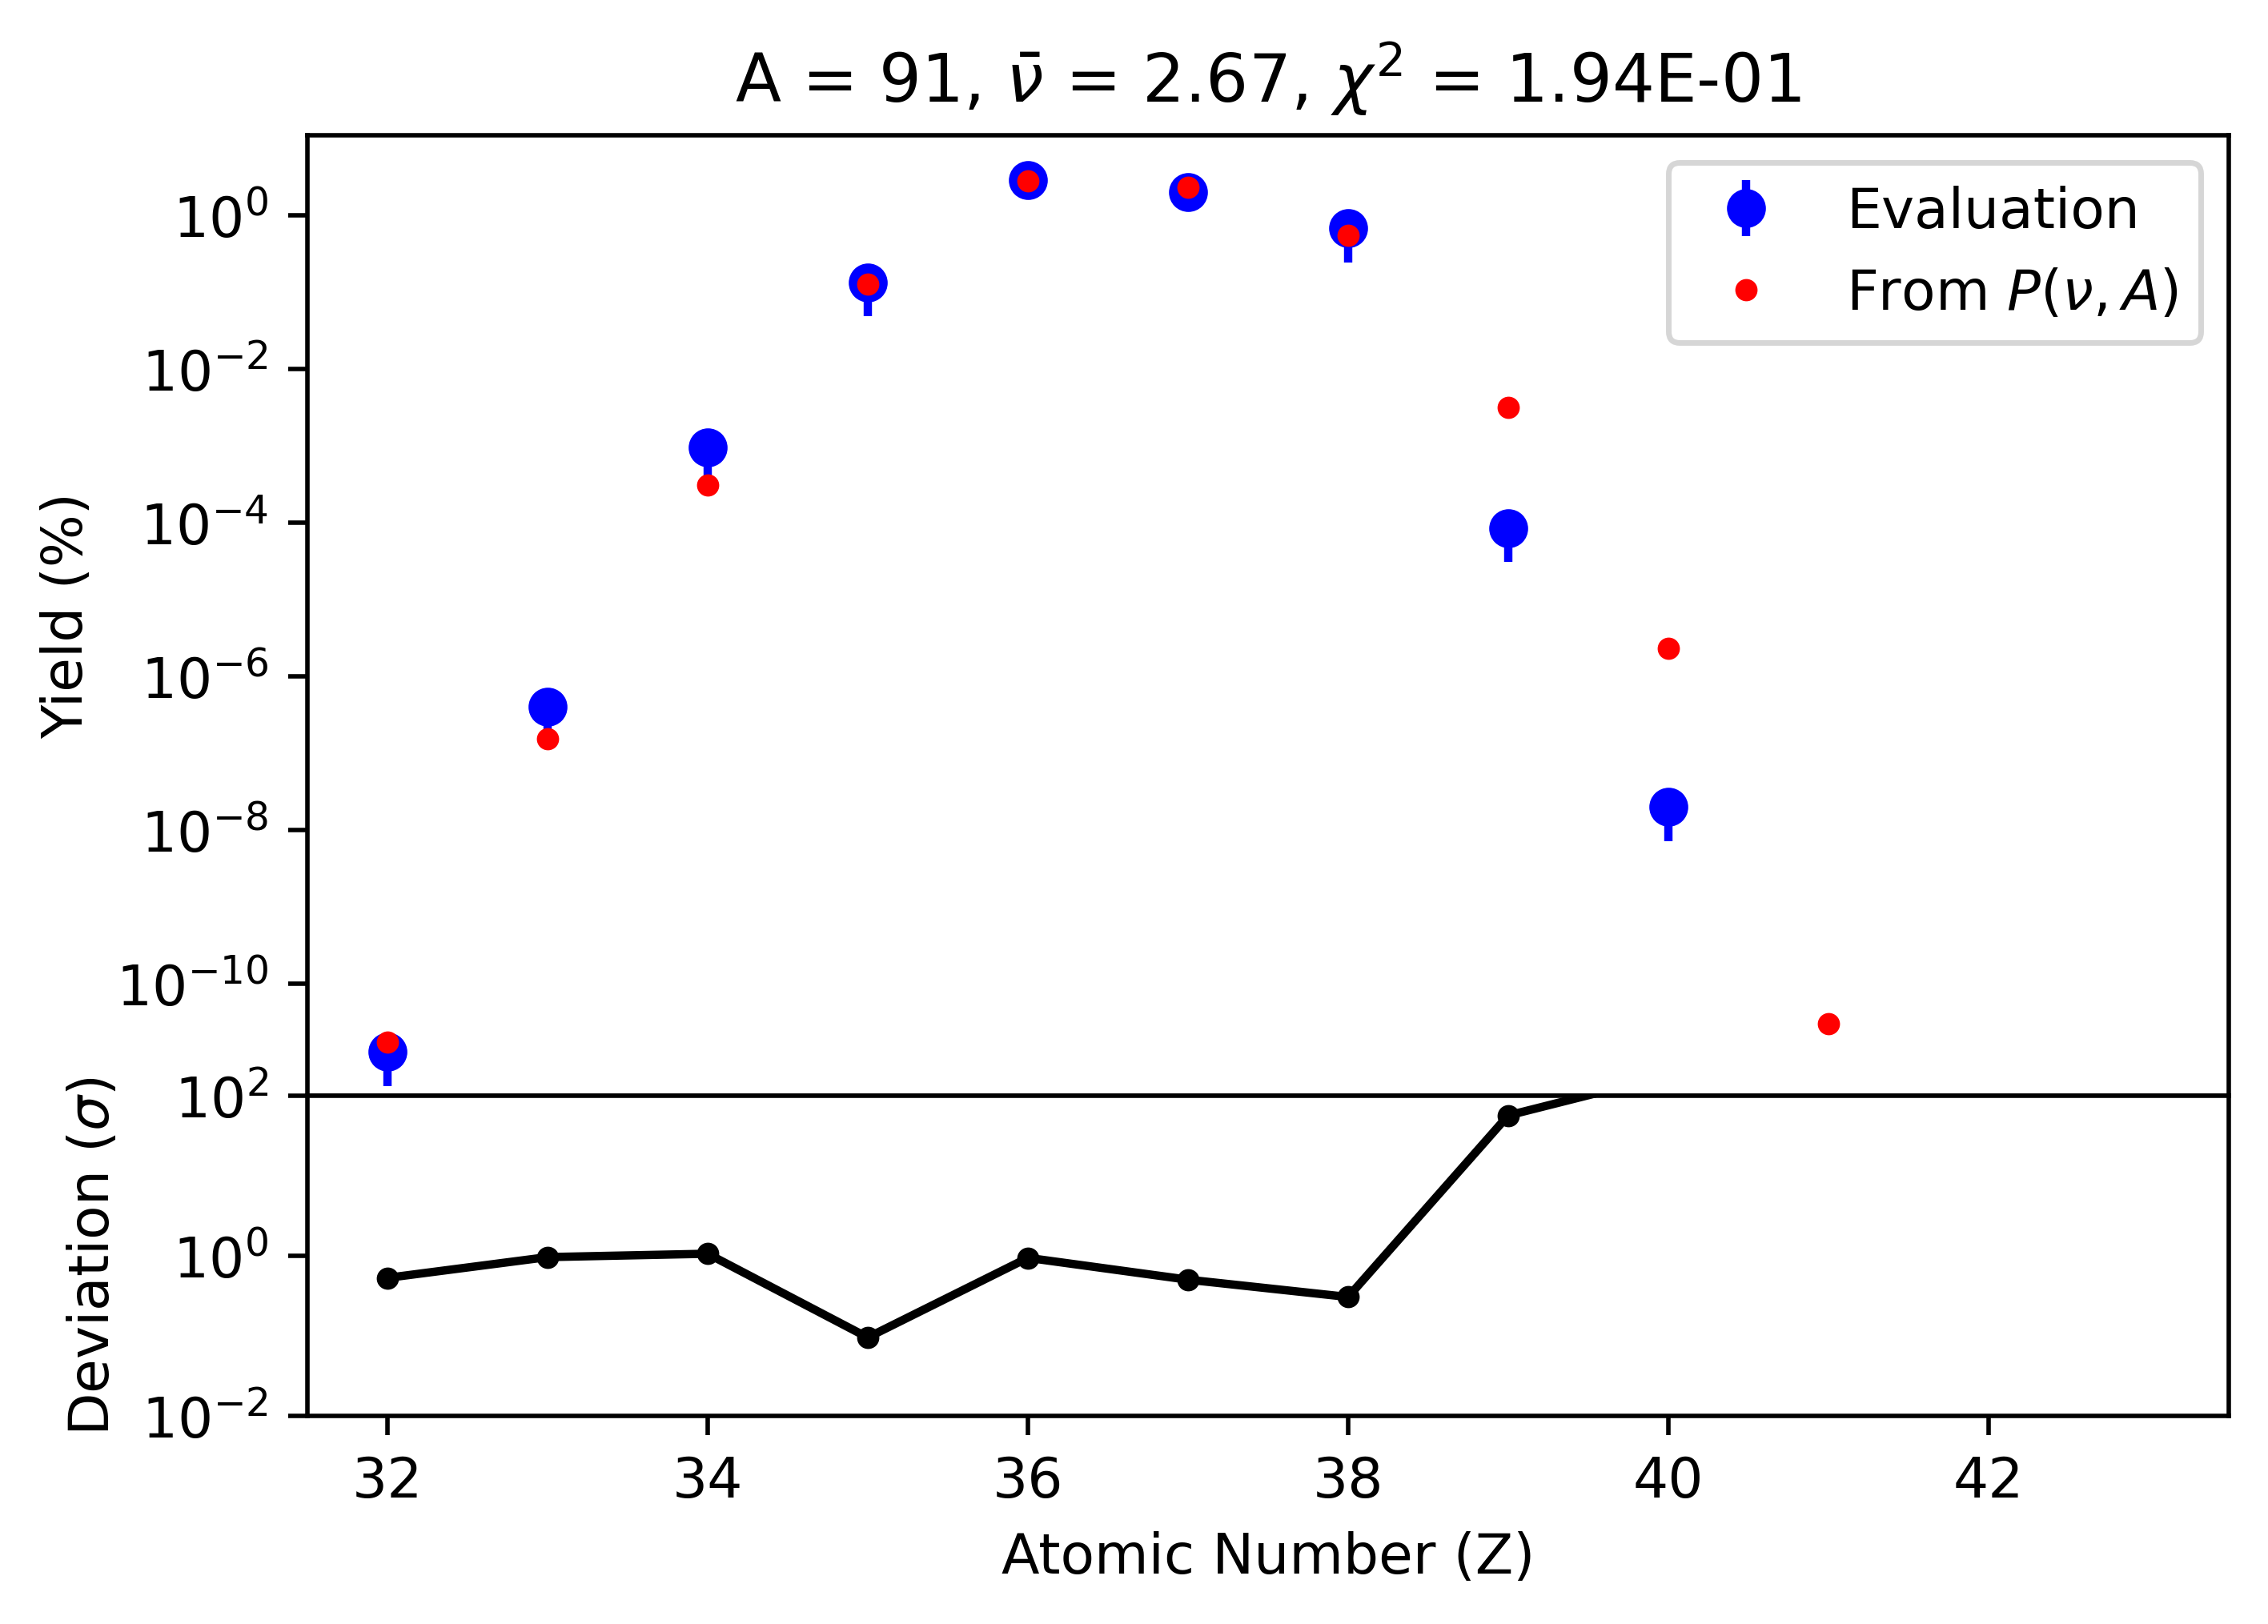 A = 91, ν̄ = 2.67, χ² = 1.94E-01
Evaluation
From P(ν, A)
Yield (%)
10⁰
10⁻²
10⁻⁴
10⁻⁶
10⁻⁸
10⁻¹⁰
Deviation (σ)
10²
10⁰
10⁻²
32 34 36 38 40 42
Atomic Number (Z)